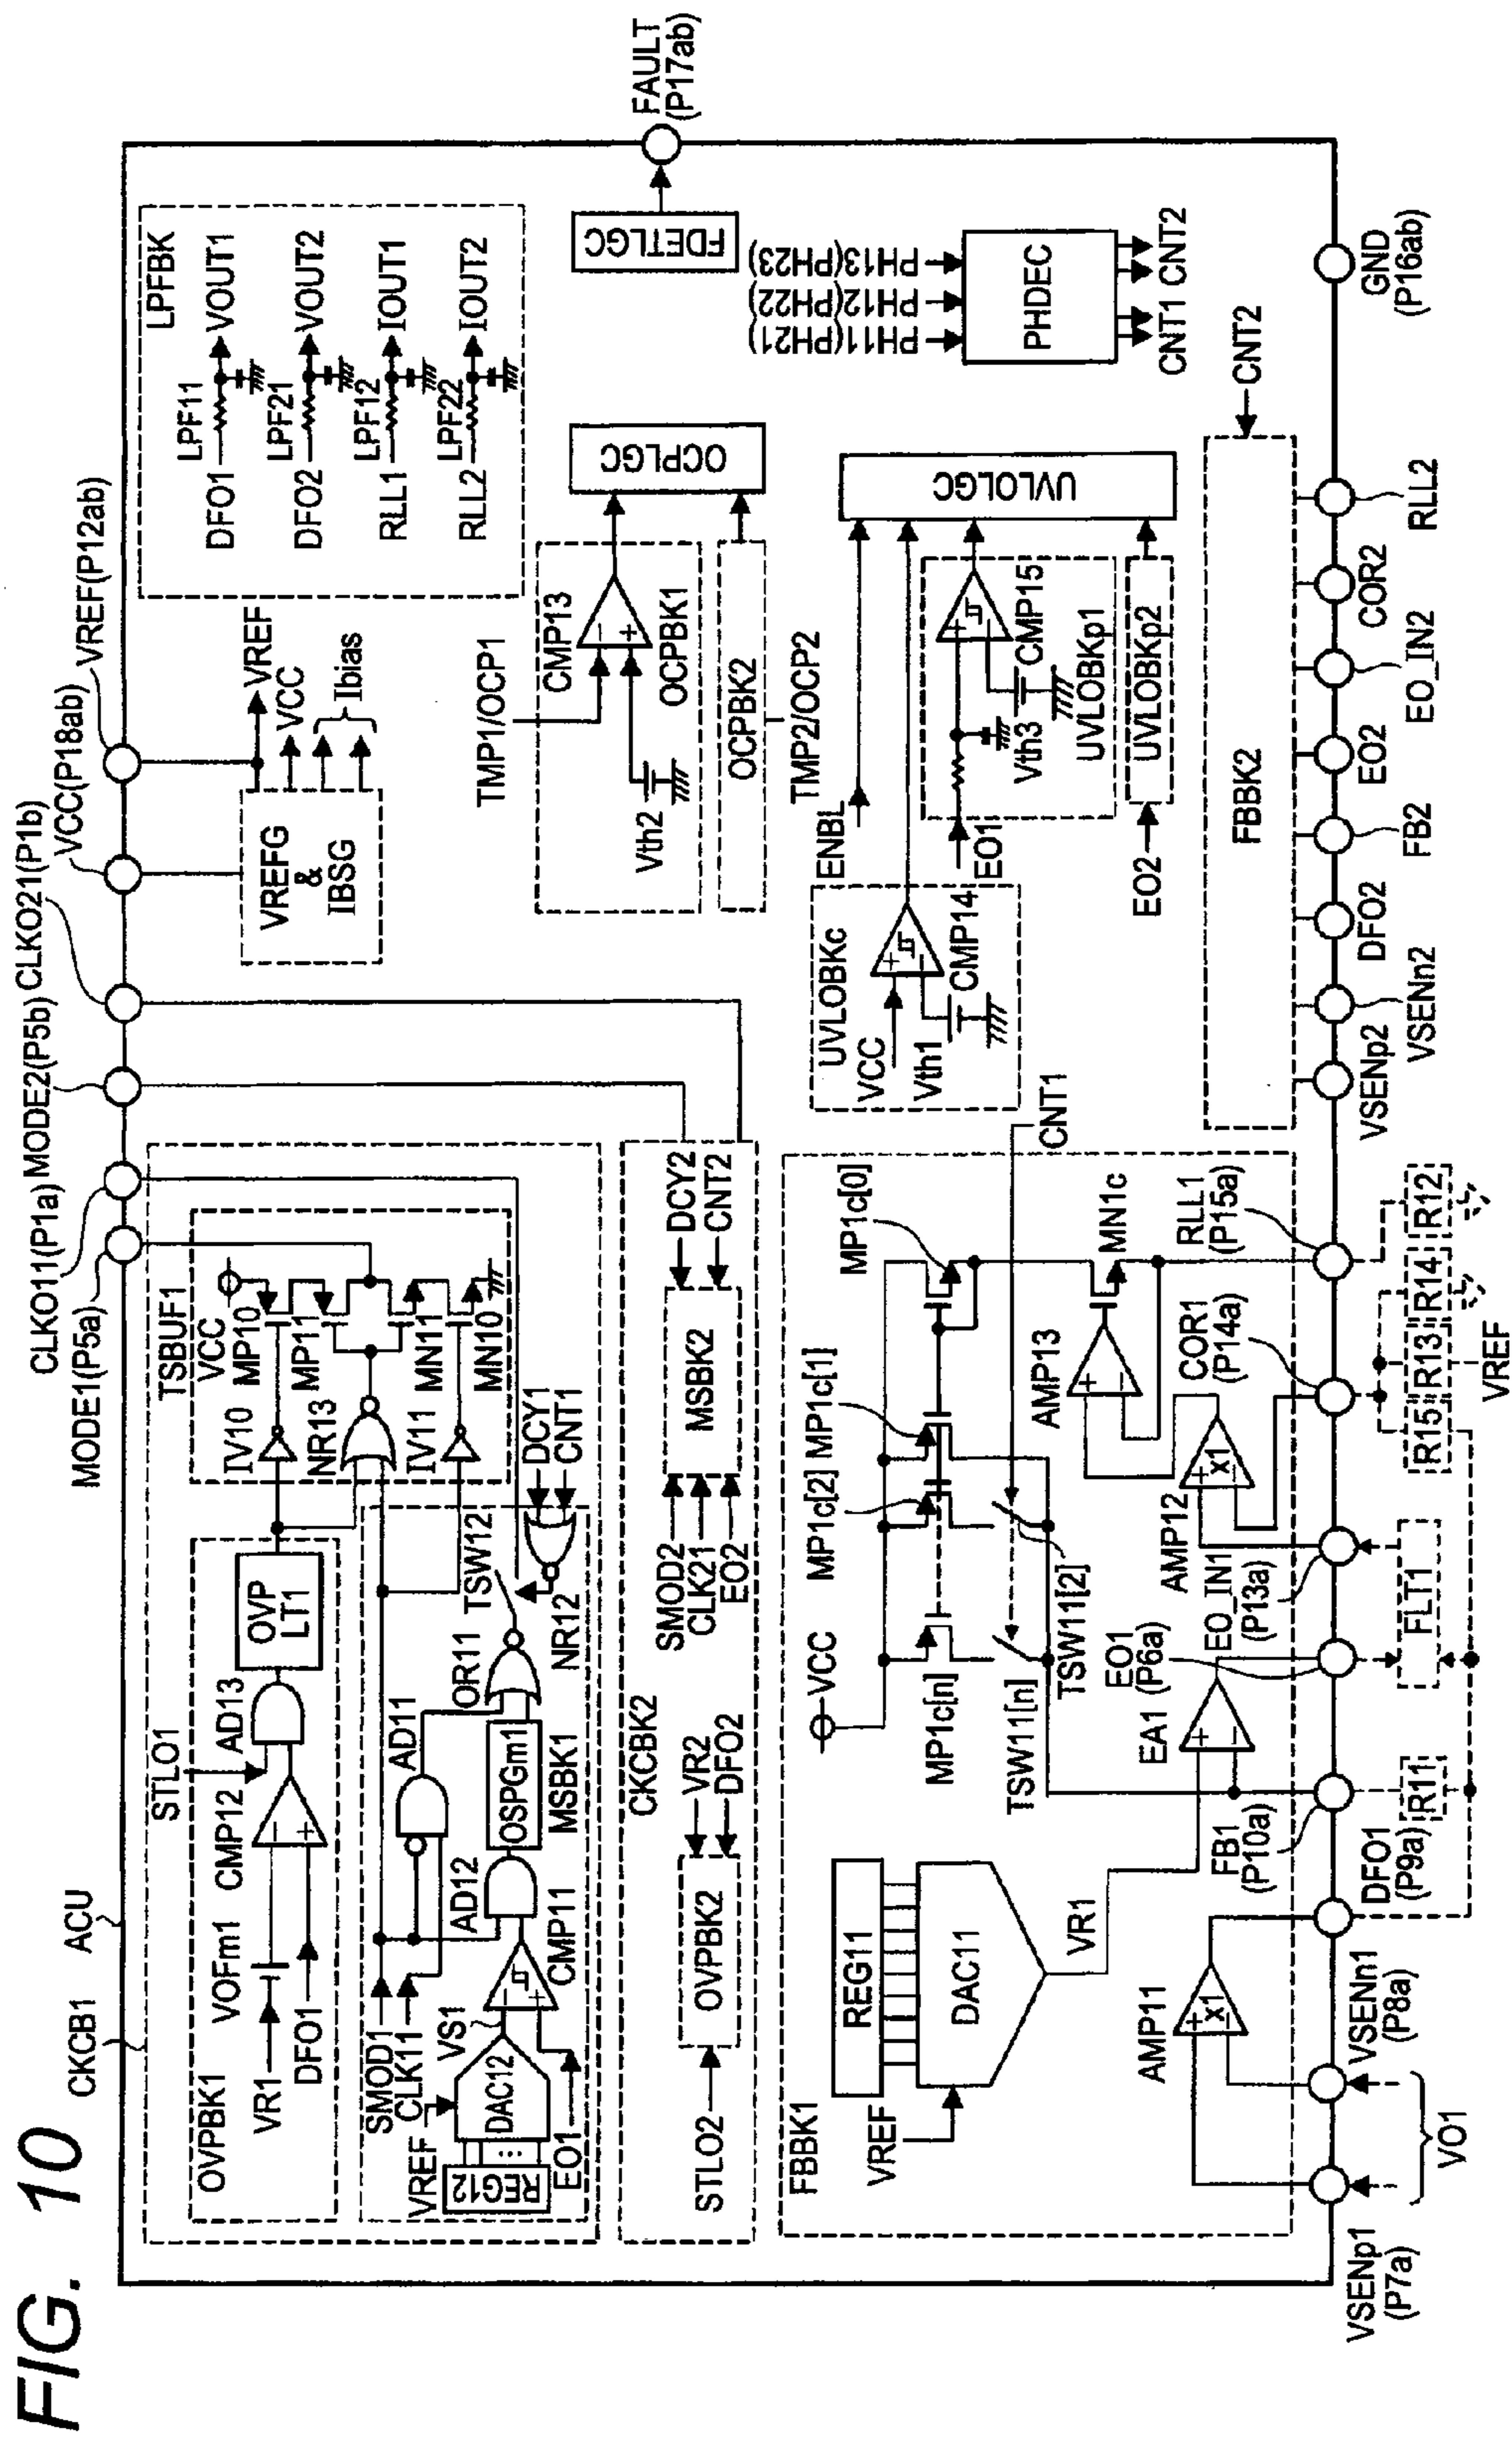 FIG. 10
ACU
CKCB1
MODE1(P5a)
CLKO11(P1a)
MODE2(P5b)
CLKO21(P1b)
VCC(P18ab)
VREF(P12ab)
OVPBK1
VR1
DFO1
VOFm1
CMP12
STLO1
AD13
OVP
LT1
TSBUF1
VCC
MP10
MP11
MN11
MN10
IV10
NR13
IV11
SMOD1
CLK11
VREF
REG12
DAC12
VS1
EO1
CMP11
AD12
AD11
OSPGm1
MSBK1
OR11
TSW12
NR12
DCY1
CNT1
CKCBK2
STLO2
OVPBK2
VR2
DFO2
SMOD2
CLK21
EO2
MSBK2
DCY2
CNT2
VREFG
&
IBSG
VREF
VCC
Ibias
LPFBK
DFO1
LPF11
VOUT1
DFO2
LPF21
VOUT2
RLL1
LPF12
IOUT1
RLL2
LPF22
IOUT2
TMP1/OCP1
CMP13
Vth2
OCPBK1
OCPBK2
TMP2/OCP2
OCPLGC
FDETLGC
FAULT
(P17ab)
PH11(PH21)
PH12(PH22)
PH13(PH23)
PHDEC
CNT1
CNT2
ENBL
UVLOBKc
VCC
Vth1
CMP14
EO1
Vth3
CMP15
UVLOBKp1
EO2
UVLOBKp2
UVLOLGC
FBBK1
VREF
REG11
DAC11
VR1
AMP11
VCC
MP1c[n]
MP1c[2]
MP1c[1]
MP1c[0]
TSW11[n]
TSW11[2]
CNT1
EA1
AMP12
AMP13
MN1c
x1
x1
FBBK2
CNT2
VSENp1
(P7a)
VO1
VSENn1
(P8a)
DFO1
(P9a)
FB1
(P10a)
R11
EO1
(P6a)
FLT1
EO_IN1
(P13a)
COR1
(P14a)
R15
R13
R14
VREF
RLL1
(P15a)
R12
VSENp2
VSENn2
DFO2
FB2
EO2
EO_IN2
COR2
RLL2
GND
(P16ab)